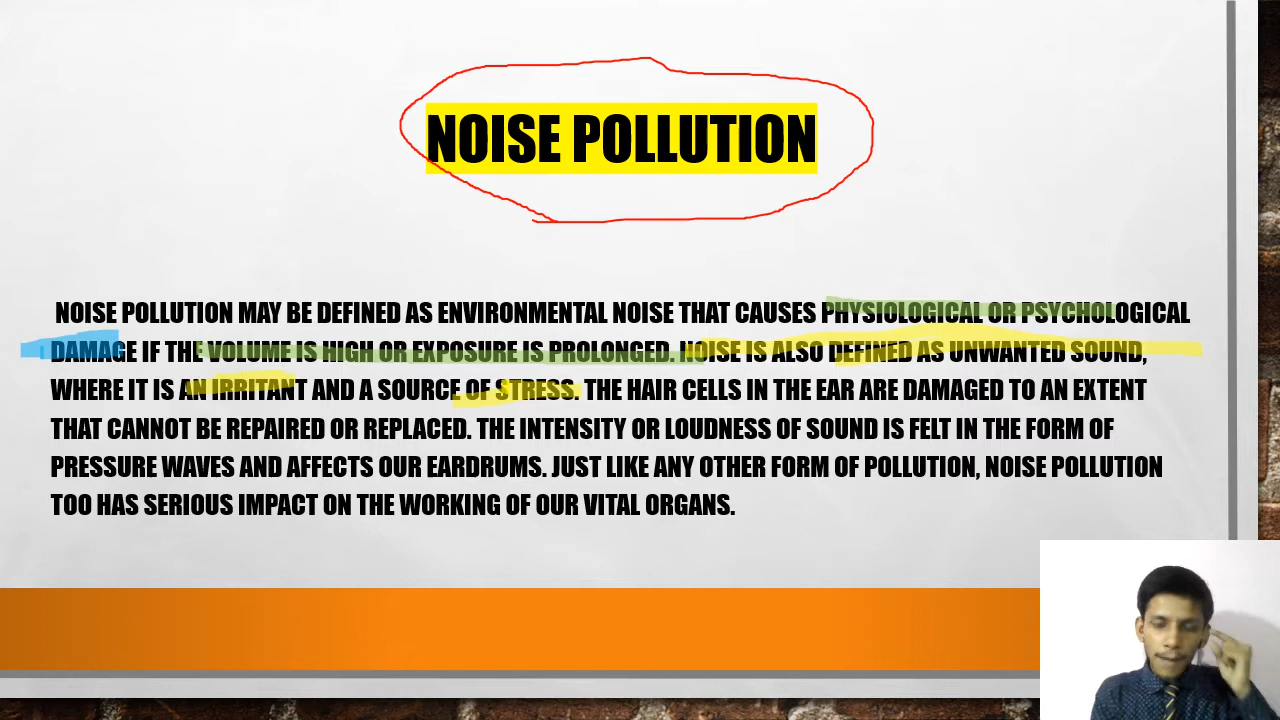 NOISE POLLUTION
NOISE POLLUTION MAY BE DEFINED AS ENVIRONMENTAL NOISE THAT CAUSES PHYSIOLOGICAL OR PSYCHOLOGICAL
DAMAGE IF THE VOLUME IS HIGH OR EXPOSURE IS PROLONGED. NOISE IS ALSO DEFINED AS UNWANTED SOUND,
WHERE IT IS AN IRRITANT AND A SOURCE OF STRESS. THE HAIR CELLS IN THE EAR ARE DAMAGED TO AN EXTENT
THAT CANNOT BE REPAIRED OR REPLACED. THE INTENSITY OR LOUDNESS OF SOUND IS FELT IN THE FORM OF
PRESSURE WAVES AND AFFECTS OUR EARDRUMS. JUST LIKE ANY OTHER FORM OF POLLUTION, NOISE POLLUTION
TOO HAS SERIOUS IMPACT ON THE WORKING OF OUR VITAL ORGANS.